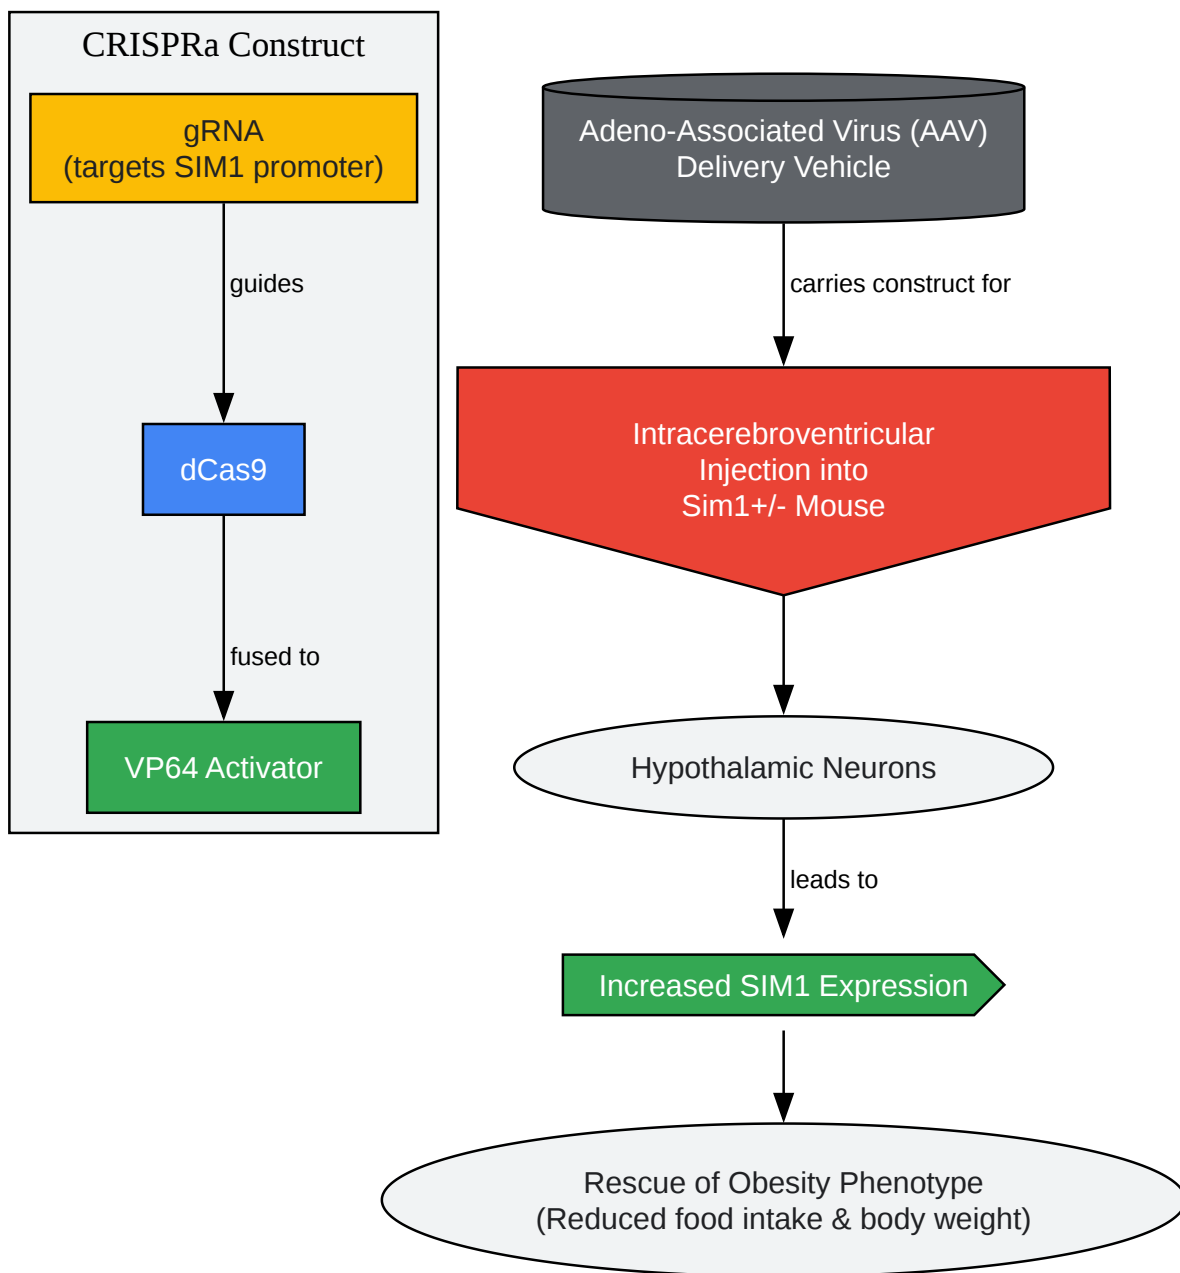 CRISPRa Construct
gRNA
(targets SIM1 promoter)
guides
dCas9
fused to
VP64 Activator
Adeno-Associated Virus (AAV)
Delivery Vehicle
carries construct for
Intracerebroventricular
Injection into
Sim1+/- Mouse
Hypothalamic Neurons
leads to
Increased SIM1 Expression
Rescue of Obesity Phenotype
(Reduced food intake & body weight)